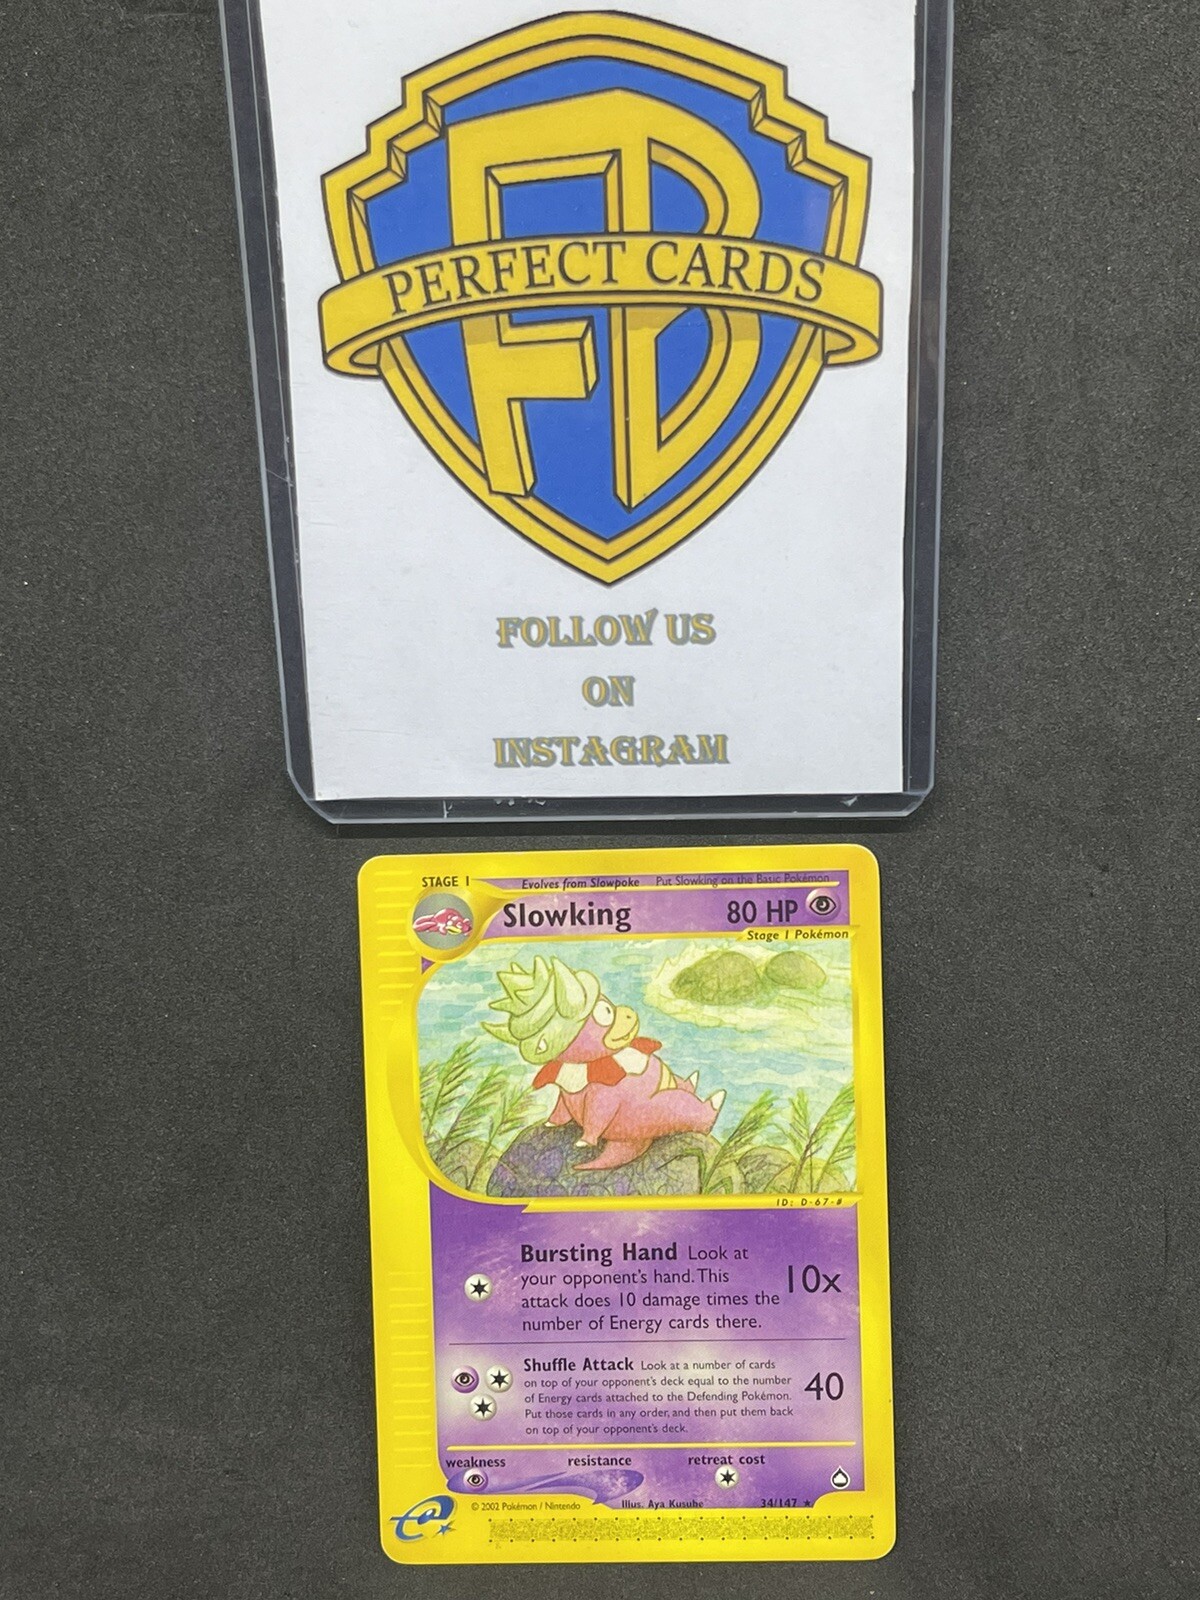 FB
PERFECT CARDS
FOLLOW US
ON
INSTAGRAM
STAGE 1 Evolves from Slowpoke Put Slowking on the Basic Pokémon
Slowking 80 HP
Stage 1 Pokémon
ID: D-67-#
Bursting Hand Look at
your opponent's hand. This
attack does 10 damage times the
number of Energy cards there.
10x
Shuffle Attack Look at a number of cards
on top of your opponent's deck equal to the number
of Energy cards attached to the Defending Pokémon.
Put those cards in any order, and then put them back
on top of your opponent's deck.
40
weakness resistance retreat cost
e
© 2002 Pokémon / Nintendo Illus. Aya Kusube 34/147 ★